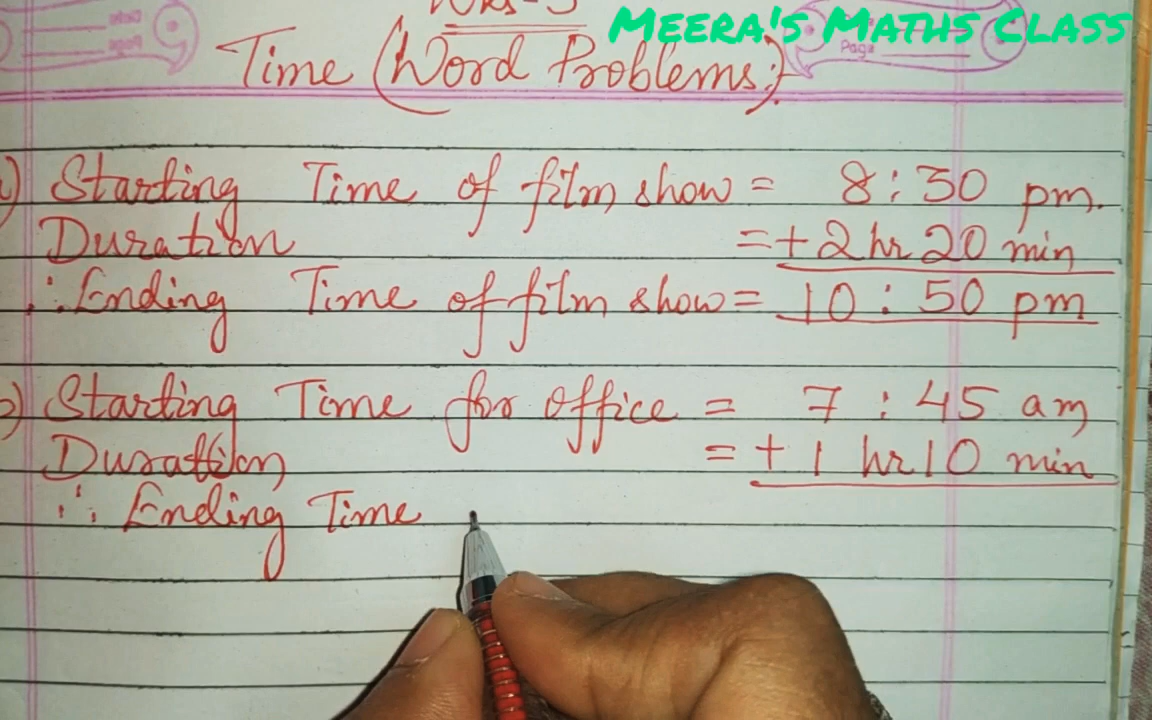 Meera's Maths Class
Time (Word Problems:)
Page
Starting Time of film show = 8:30 pm.
Duration =+2 hr 20 min
∴ Ending Time of film show = 10 : 50 pm
Starting Time for office = 7 : 45 am
Duration = + 1 hr 10 min
∴ Ending Time